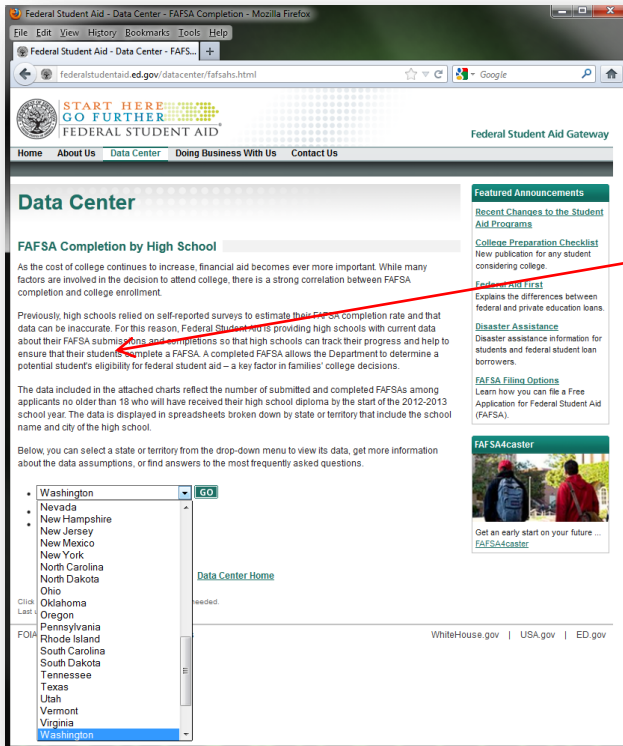 Federal Student Aid - Data Center - FAFSA Completion - Mozilla Firefox
File Edit View History Bookmarks Tools Help
Federal Student Aid - Data Center - FAFS...
federalstudentaid.ed.gov/datacenter/fafsahs.html
Google
START HERE
GO FURTHER
FEDERAL STUDENT AID
Federal Student Aid Gateway
Home About Us Data Center Doing Business With Us Contact Us
Data Center
FAFSA Completion by High School
As the cost of college continues to increase, financial aid becomes ever more important. While many
factors are involved in the decision to attend college, there is a strong correlation between FAFSA
completion and college enrollment.
Previously, high schools relied on self-reported surveys to estimate their FAFSA completion rate and that
data can be inaccurate. For this reason, Federal Student Aid is providing high schools with current data
about their FAFSA submissions and completions so that high schools can track their progress and help to
ensure that their students complete a FAFSA. A completed FAFSA allows the Department to determine a
potential student's eligibility for federal student aid – a key factor in families' college decisions.
The data included in the attached charts reflect the number of submitted and completed FAFSAs among
applicants no older than 18 who will have received their high school diploma by the start of the 2012-2013
school year. The data is displayed in spreadsheets broken down by state or territory that include the school
name and city of the high school.
Below, you can select a state or territory from the drop-down menu to view its data, get more information
about the data assumptions, or find answers to the most frequently asked questions.
Washington GO
Nevada
New Hampshire
New Jersey
New Mexico
New York
North Carolina
North Dakota
Ohio
Oklahoma
Oregon
Pennsylvania
Rhode Island
South Carolina
South Dakota
Tennessee
Texas
Utah
Vermont
Virginia
Washington
Data Center Home
Click
needed.
Last
FOIA
WhiteHouse.gov | USA.gov | ED.gov
Featured Announcements
Recent Changes to the Student
Aid Programs
College Preparation Checklist
New publication for any student
considering college.
Federal Aid First
Explains the differences between
federal and private education loans.
Disaster Assistance
Disaster assistance information for
students and federal student loan
borrowers.
FAFSA Filing Options
Learn how you can file a Free
Application for Federal Student Aid
(FAFSA).
FAFSA4caster
Get an early start on your future ...
FAFSA4caster